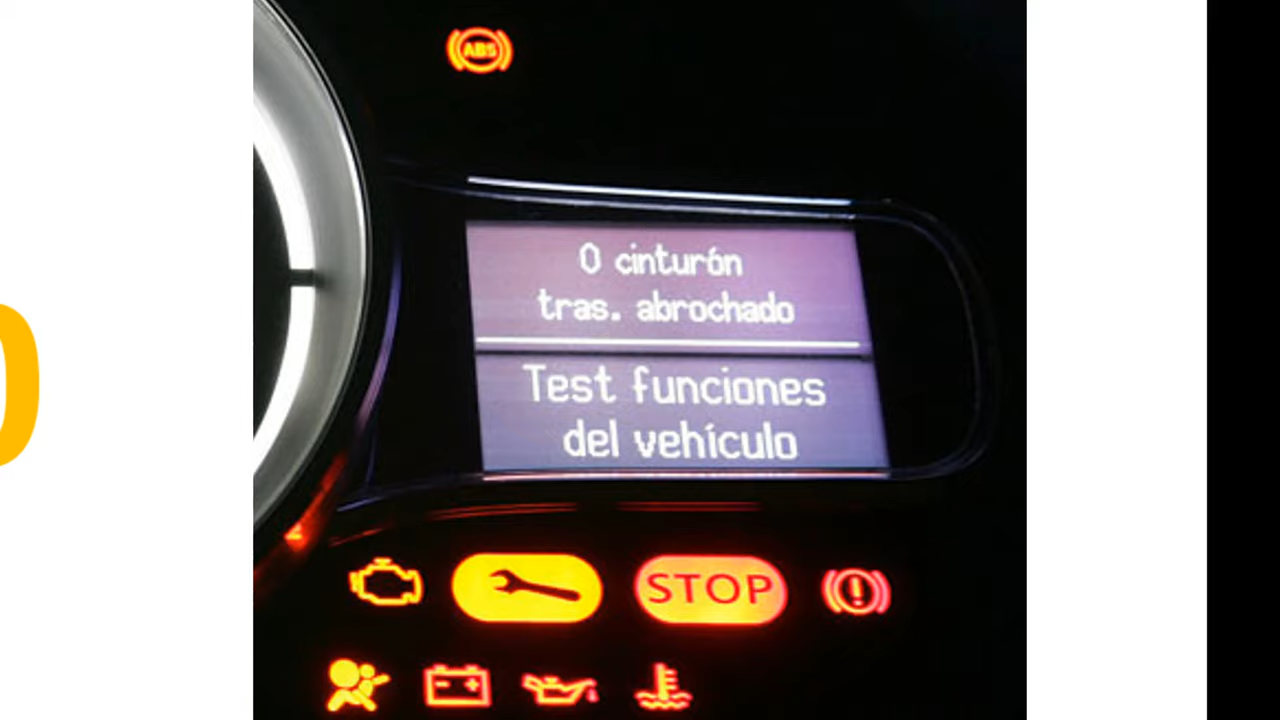 ABS
0 cinturón
tras. abrochado
Test funciones
del vehículo
STOP